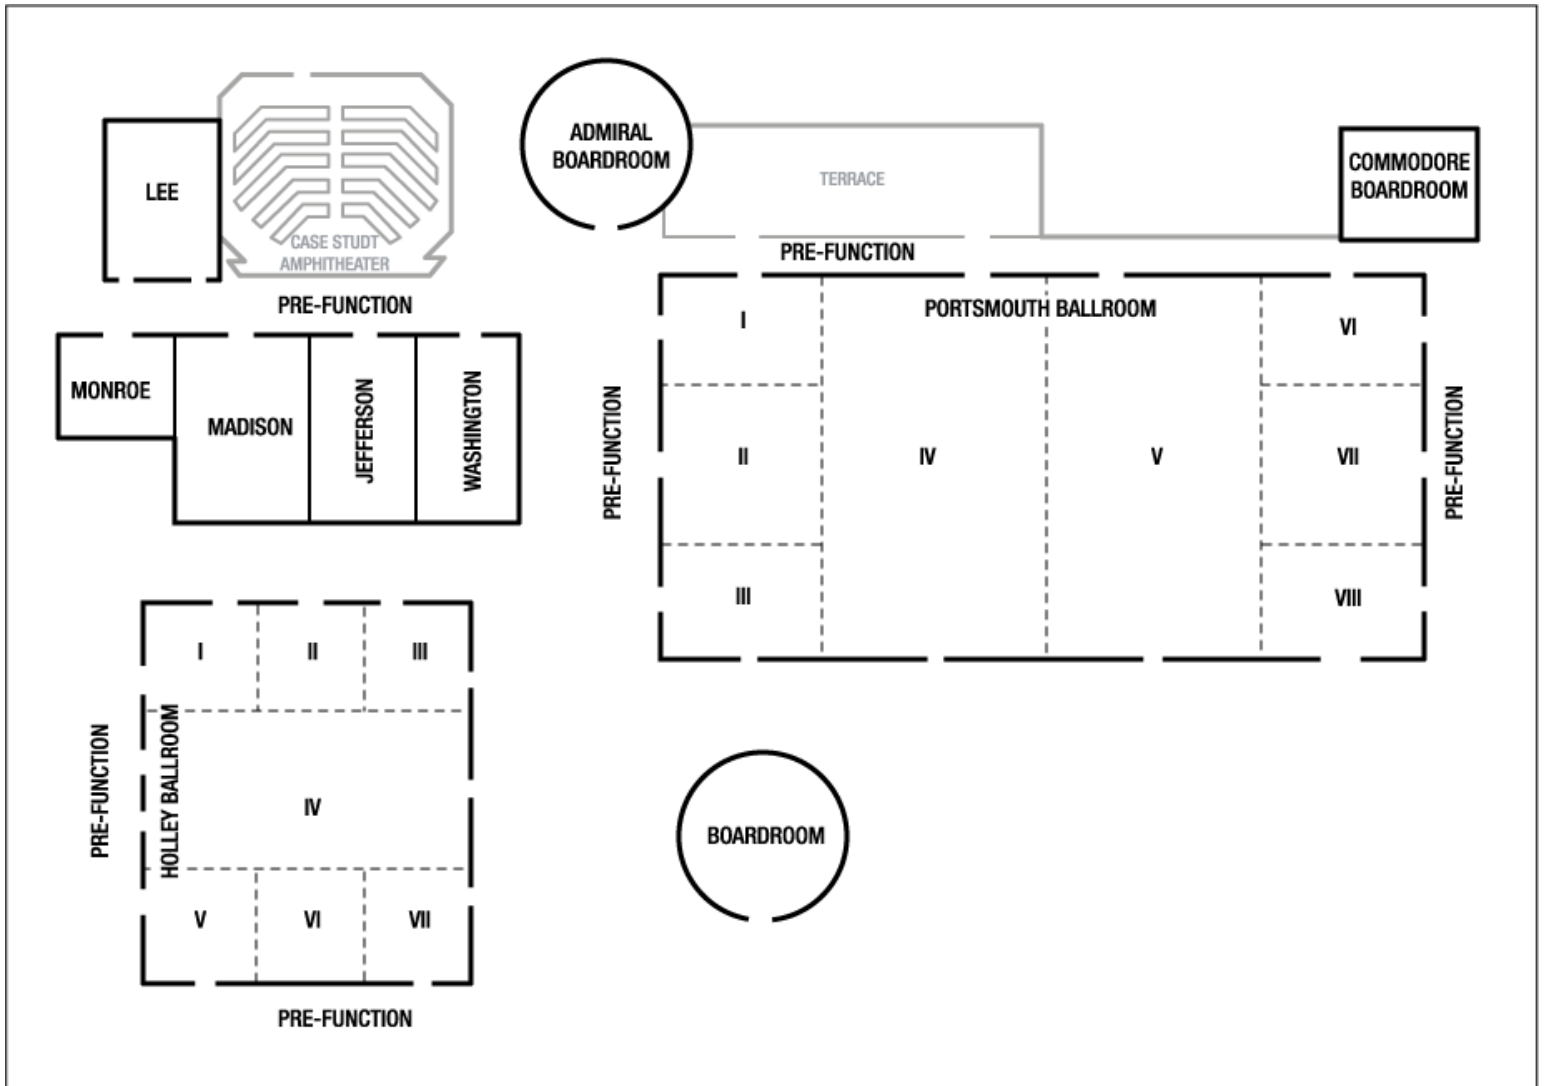 LEE
CASE STUDT
AMPHITHEATER
PRE-FUNCTION
MONROE
MADISON
JEFFERSON
WASHINGTON
ADMIRAL
BOARDROOM
TERRACE
COMMODORE
BOARDROOM
PRE-FUNCTION
PORTSMOUTH BALLROOM
I
VI
PRE-FUNCTION
II
IV
V
VII
PRE-FUNCTION
III
VIII
I
II
III
PRE-FUNCTION
HOLLEY BALLROOM
IV
V
VI
VII
PRE-FUNCTION
BOARDROOM